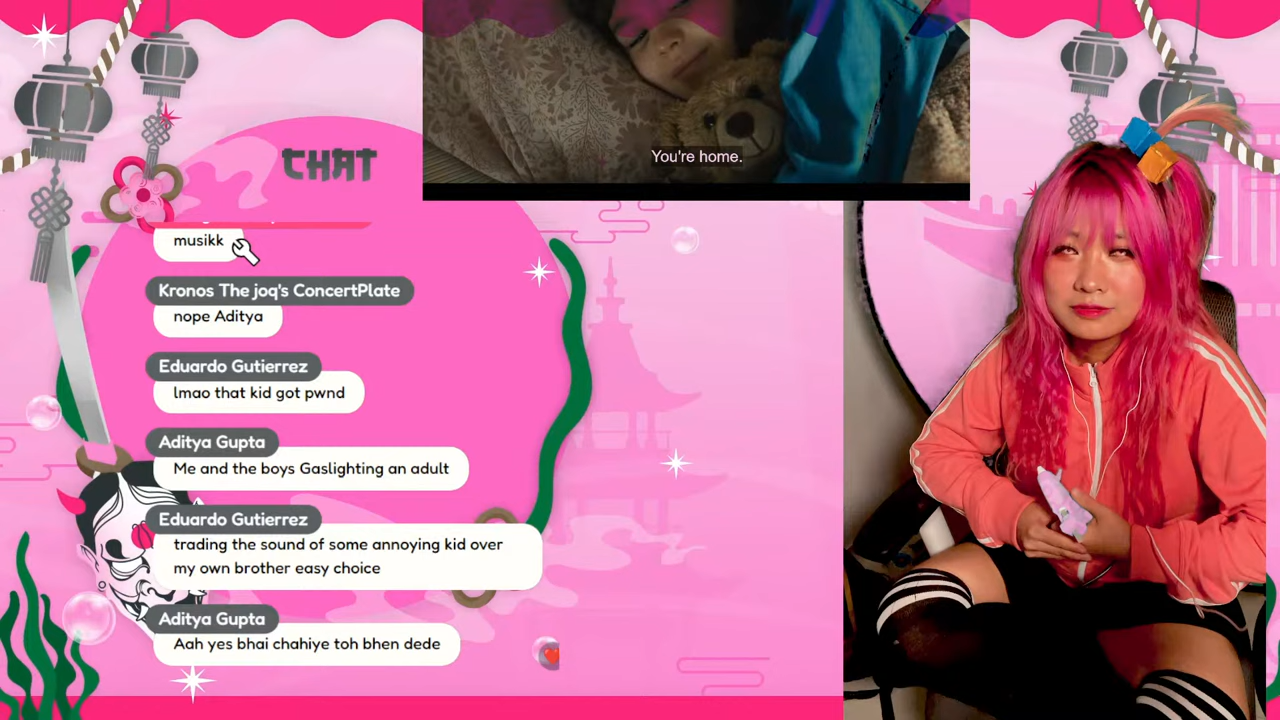 You're home.
CHAT
musikk
Kronos The joq's ConcertPlate
nope Aditya
Eduardo Gutierrez
lmao that kid got pwnd
Aditya Gupta
Me and the boys Gaslighting an adult
Eduardo Gutierrez
trading the sound of some annoying kid over
my own brother easy choice
Aditya Gupta
Aah yes bhai chahiye toh bhen dede